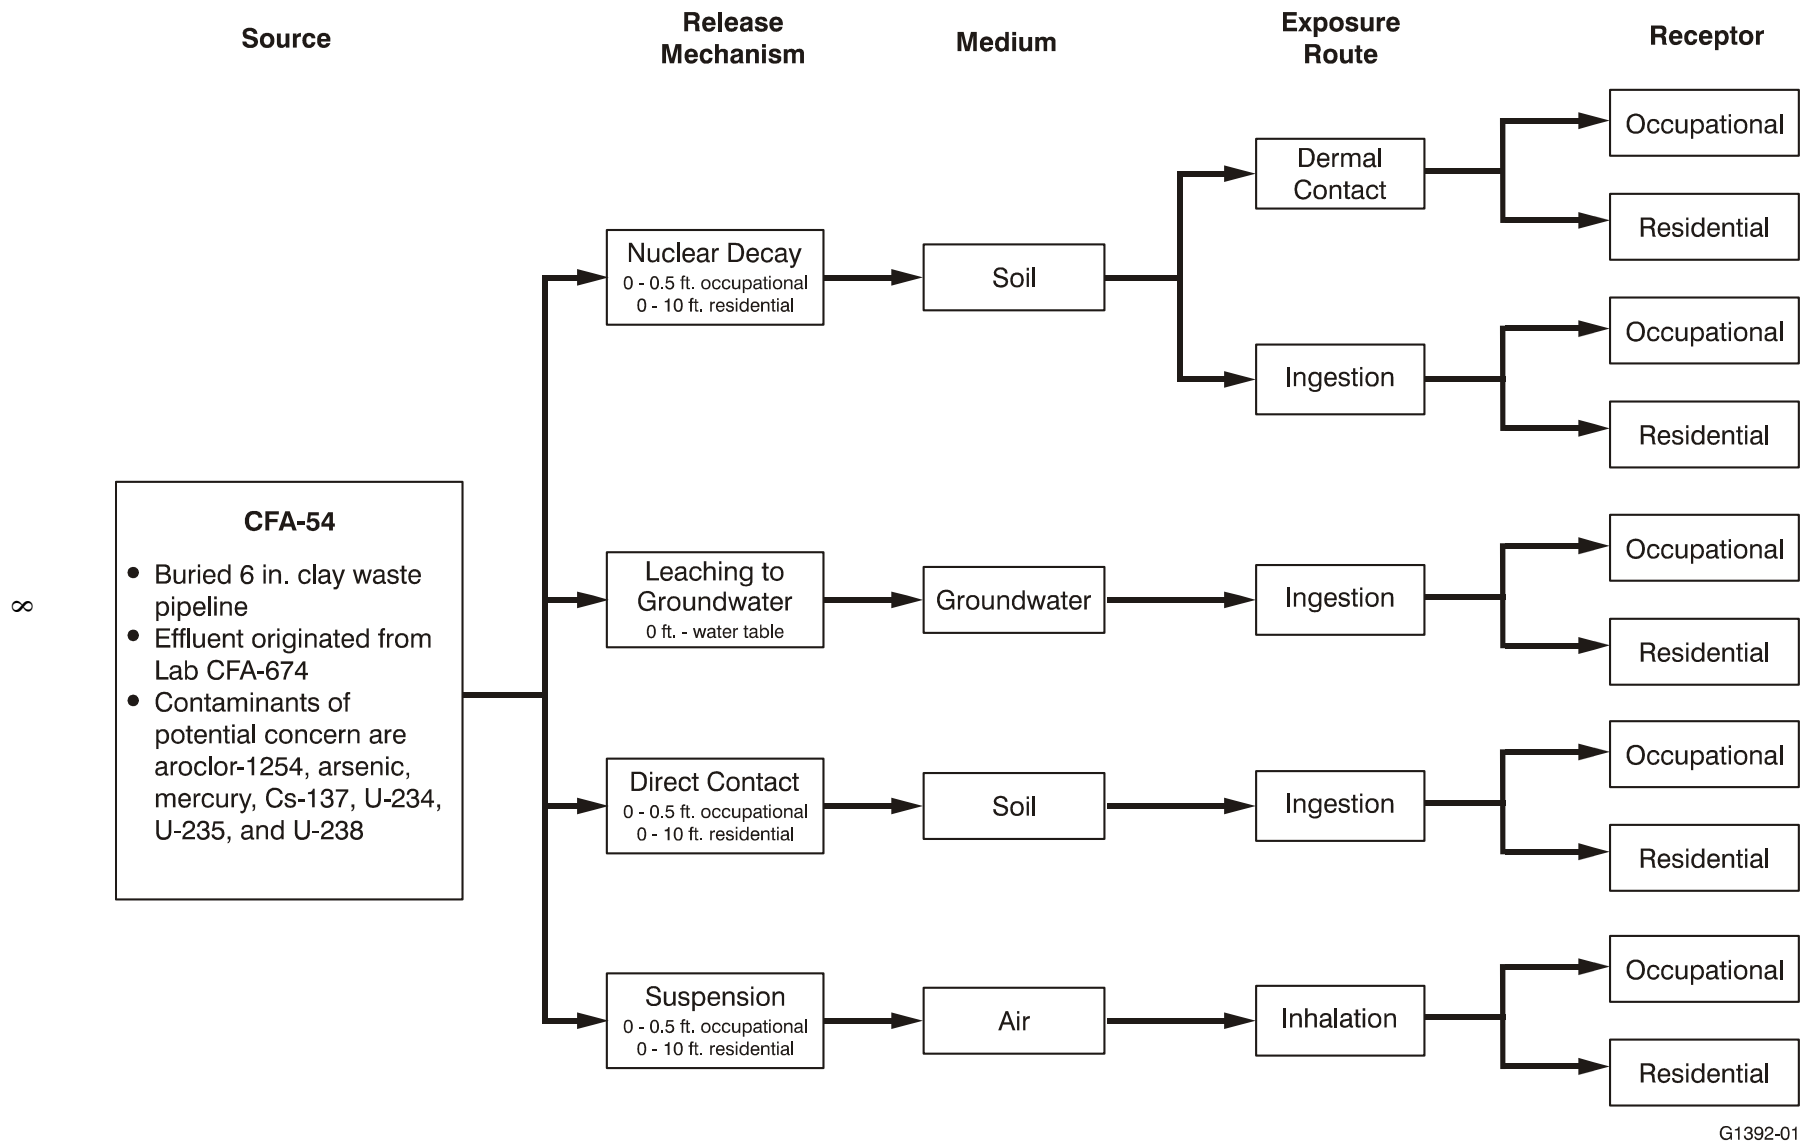 Source
Release
Mechanism
Medium
Exposure
Route
Receptor
Occupational
Dermal
Contact
Residential
Nuclear Decay
0 - 0.5 ft. occupational
0 - 10 ft. residential
Soil
Occupational
Ingestion
Residential
CFA-54
• Buried 6 in. clay waste
pipeline
• Effluent originated from
Lab CFA-674
• Contaminants of
potential concern are
aroclor-1254, arsenic,
mercury, Cs-137, U-234,
U-235, and U-238
Leaching to
Groundwater
0 ft. - water table
Groundwater
Ingestion
Occupational
Residential
8
Direct Contact
0 - 0.5 ft. occupational
0 - 10 ft. residential
Soil
Ingestion
Occupational
Residential
Suspension
0 - 0.5 ft. occupational
0 - 10 ft. residential
Air
Inhalation
Occupational
Residential
G1392-01